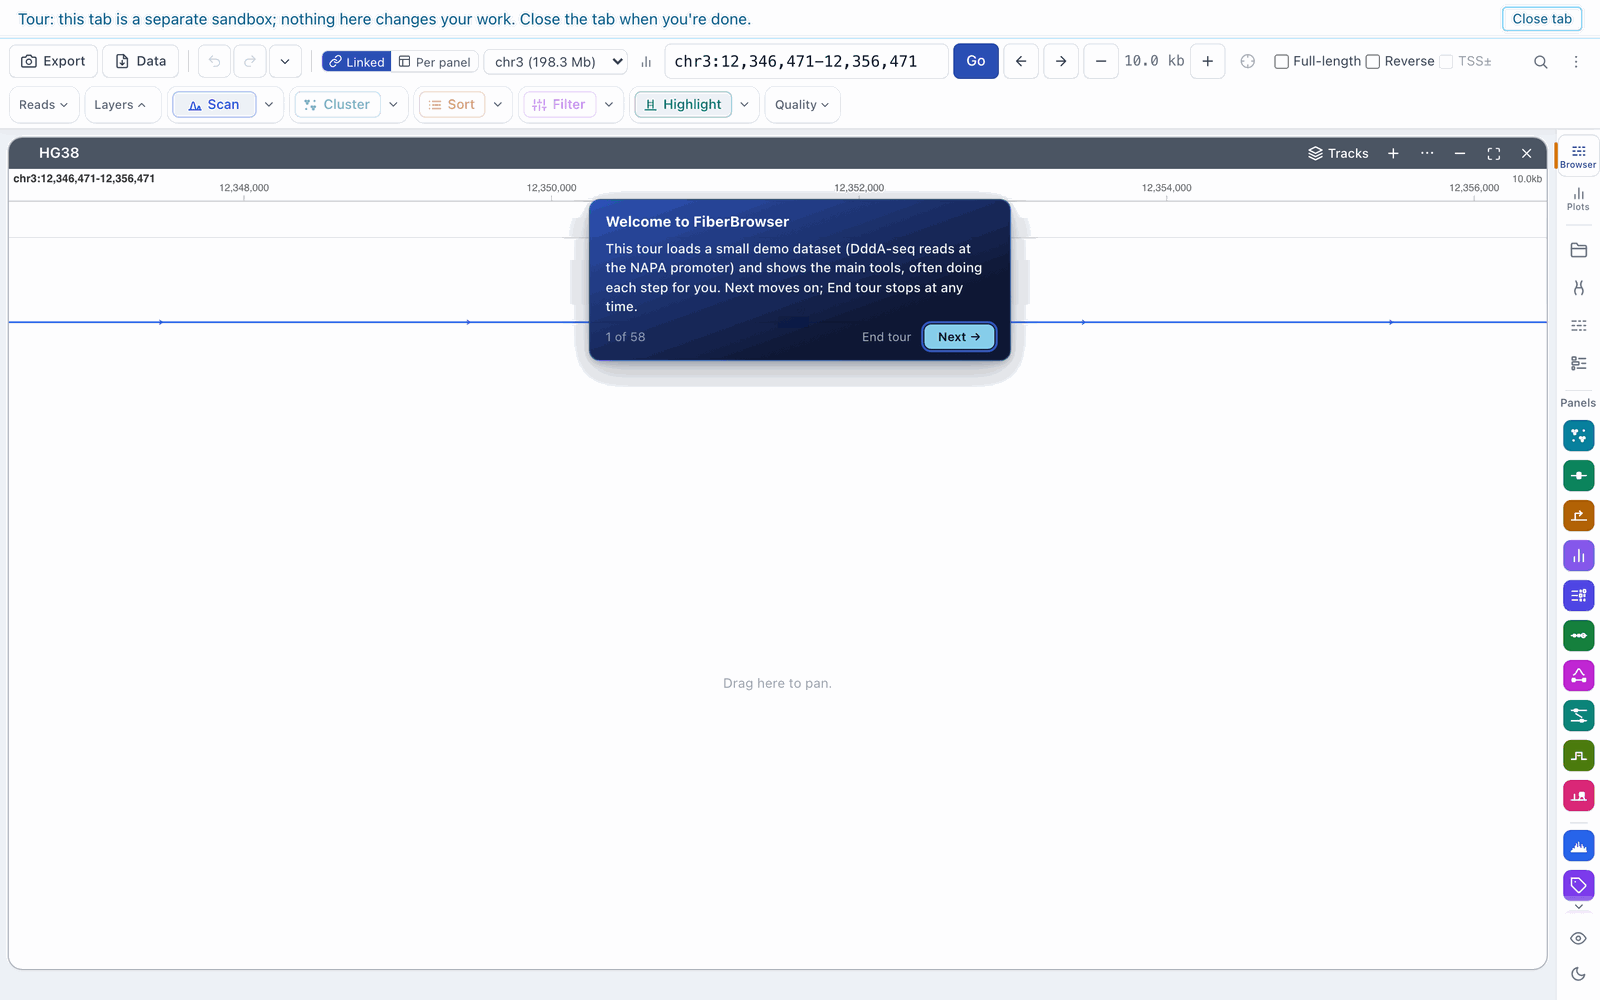 Tour: this tab is a separate sandbox; nothing here changes your work. Close the tab when you're done.
Close tab
Export
Data
Linked
Per panel
chr3 (198.3 Mb)
chr3:12,346,471–12,356,471
Go
10.0 kb
Full-length
Reverse
TSS±
Reads
Layers
Scan
Cluster
Sort
Filter
Highlight
Quality
HG38
Tracks
chr3:12,346,471-12,356,471
12,348,000
12,350,000
12,352,000
12,354,000
12,356,000
10.0kb
Welcome to FiberBrowser
This tour loads a small demo dataset (DddA-seq reads at
the NAPA promoter) and shows the main tools, often doing
each step for you. Next moves on; End tour stops at any
time.
1 of 58
End tour
Next →
Drag here to pan.
Browser
Plots
Panels